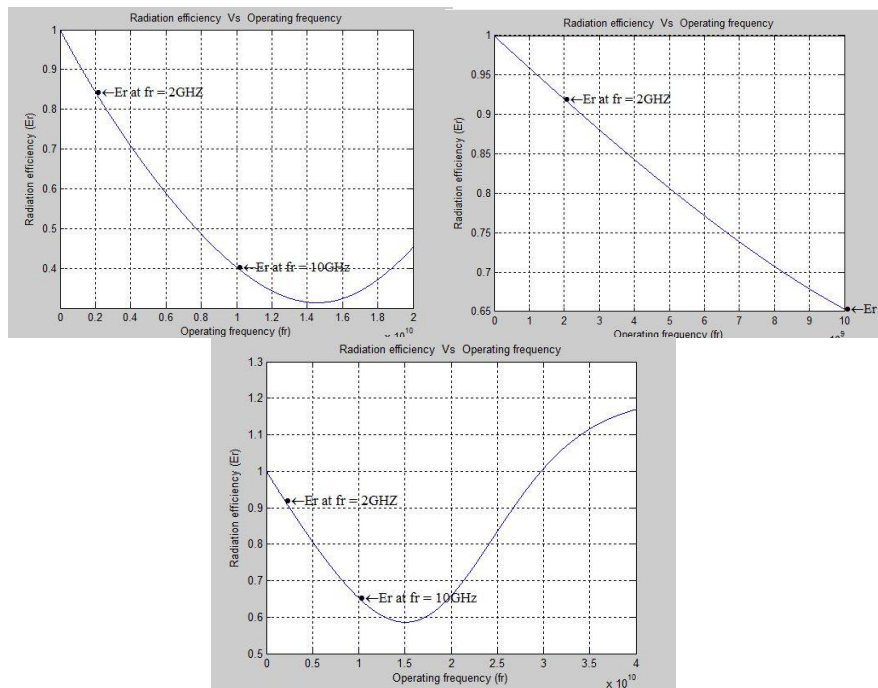 Radiation efficiency Vs Operating frequency
1
0.9
0.8
0.7
0.6
0.5
0.4
Radiation efficiency (Er)
←Er at fr = 2GHZ
←Er at fr = 10GHz
0 0.2 0.4 0.6 0.8 1 1.2 1.4 1.6 1.8 2
Operating frequency (fr)
x 10^10
Radiation efficiency Vs Operating frequency
1
0.95
0.9
0.85
0.8
0.75
0.7
0.65
Radiation efficiency (Er)
←Er at fr = 2GHZ
←Er
0 1 2 3 4 5 6 7 8 9 10
Operating frequency (fr)
Radiation efficiency Vs Operating frequency
1.3
1.2
1.1
1
0.9
0.8
0.7
0.6
0.5
Radiation efficiency (Er)
←Er at fr = 2GHZ
←Er at fr = 10GHz
0 0.5 1 1.5 2 2.5 3 3.5 4
Operating frequency (fr)
x 10^10